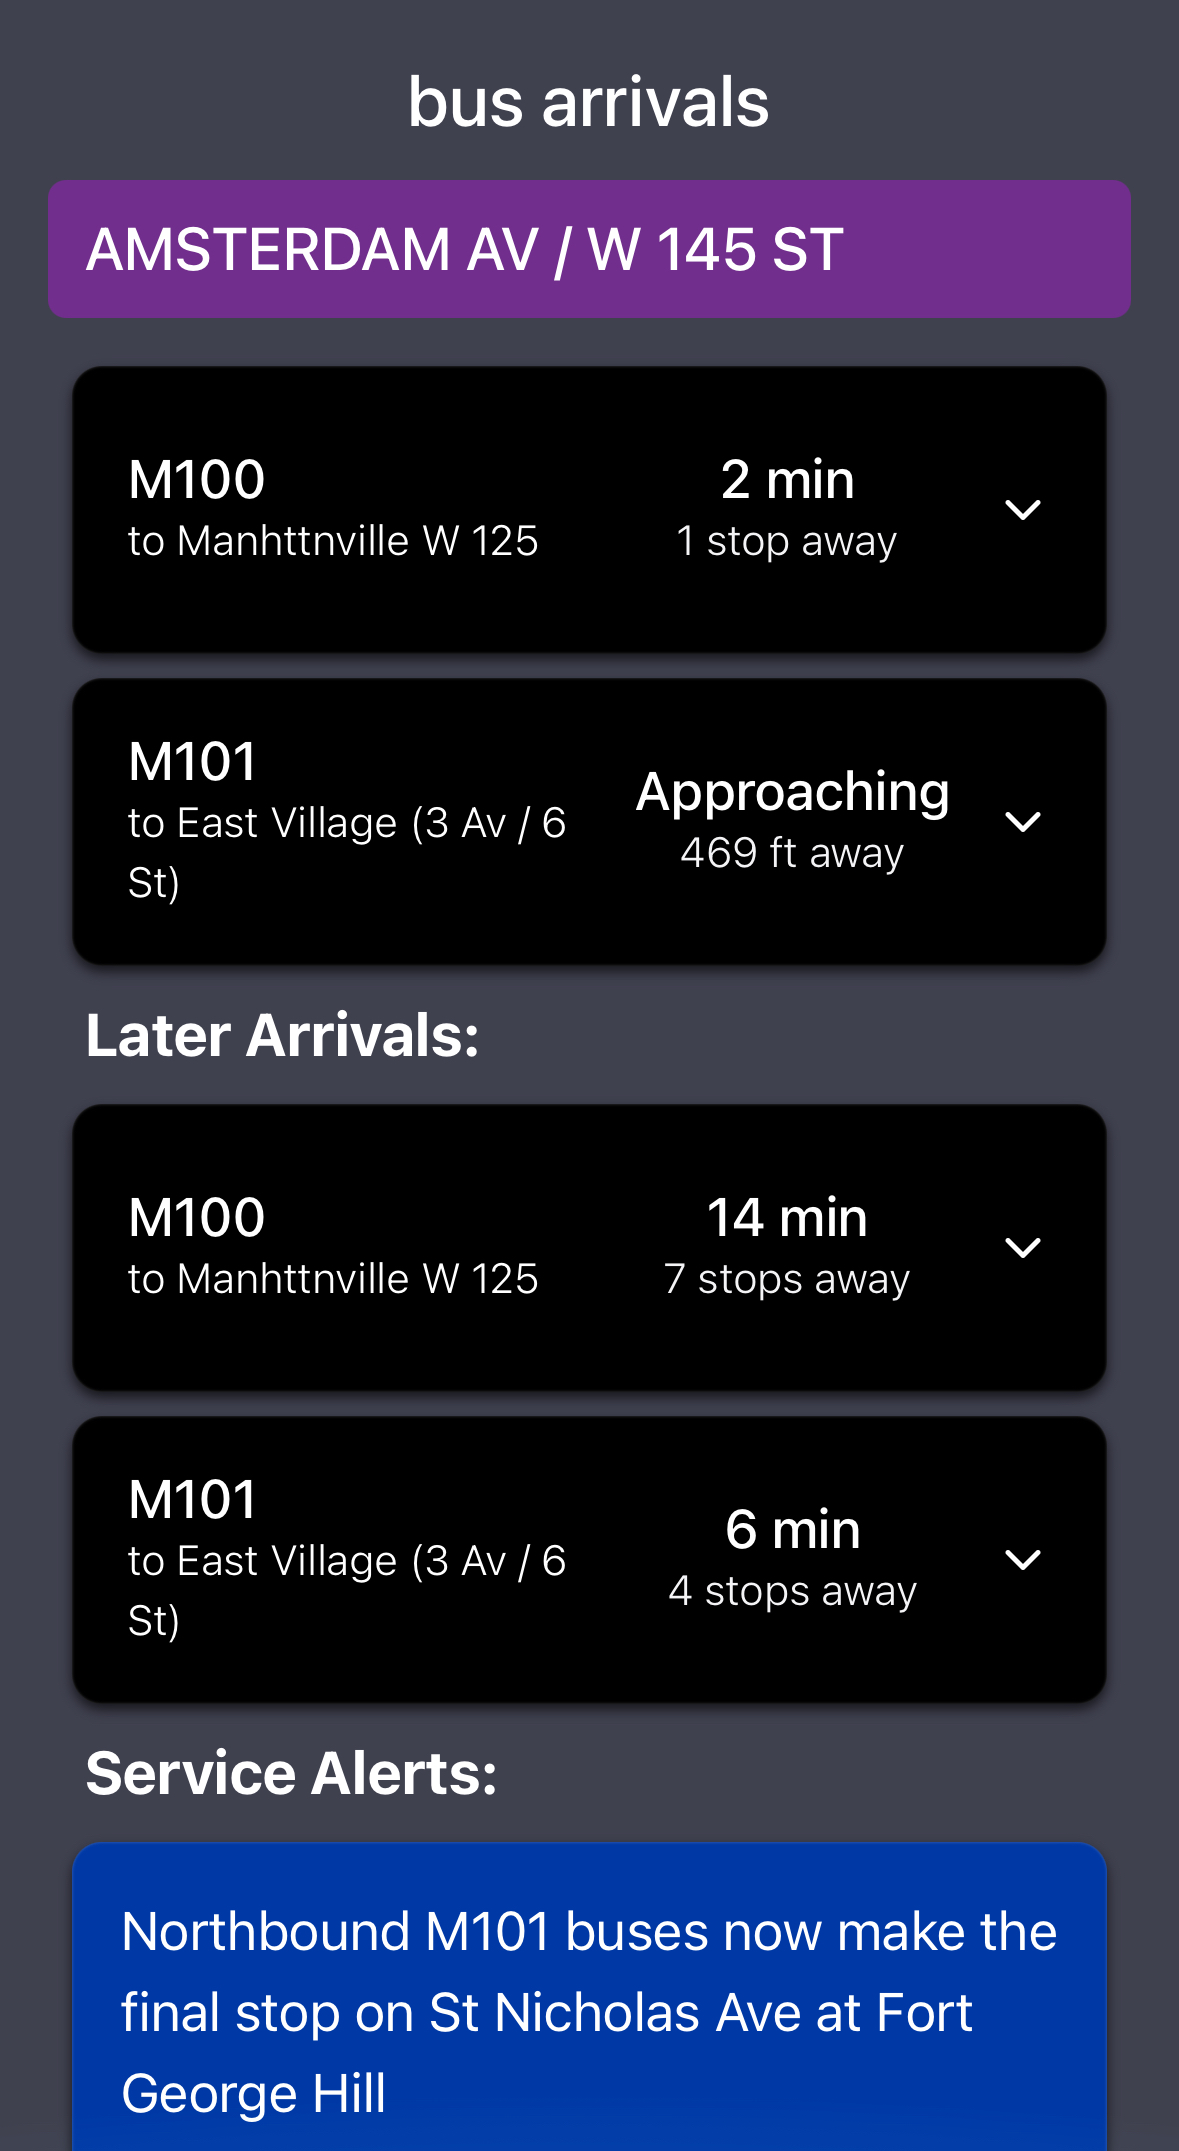 bus arrivals
AMSTERDAM AV / W 145 ST
M100
to Manhttnville W 125
2 min
1 stop away
M101
to East Village (3 Av / 6
St)
Approaching
469 ft away
Later Arrivals:
M100
to Manhttnville W 125
14 min
7 stops away
M101
to East Village (3 Av / 6
St)
6 min
4 stops away
Service Alerts:
Northbound M101 buses now make the
final stop on St Nicholas Ave at Fort
George Hill